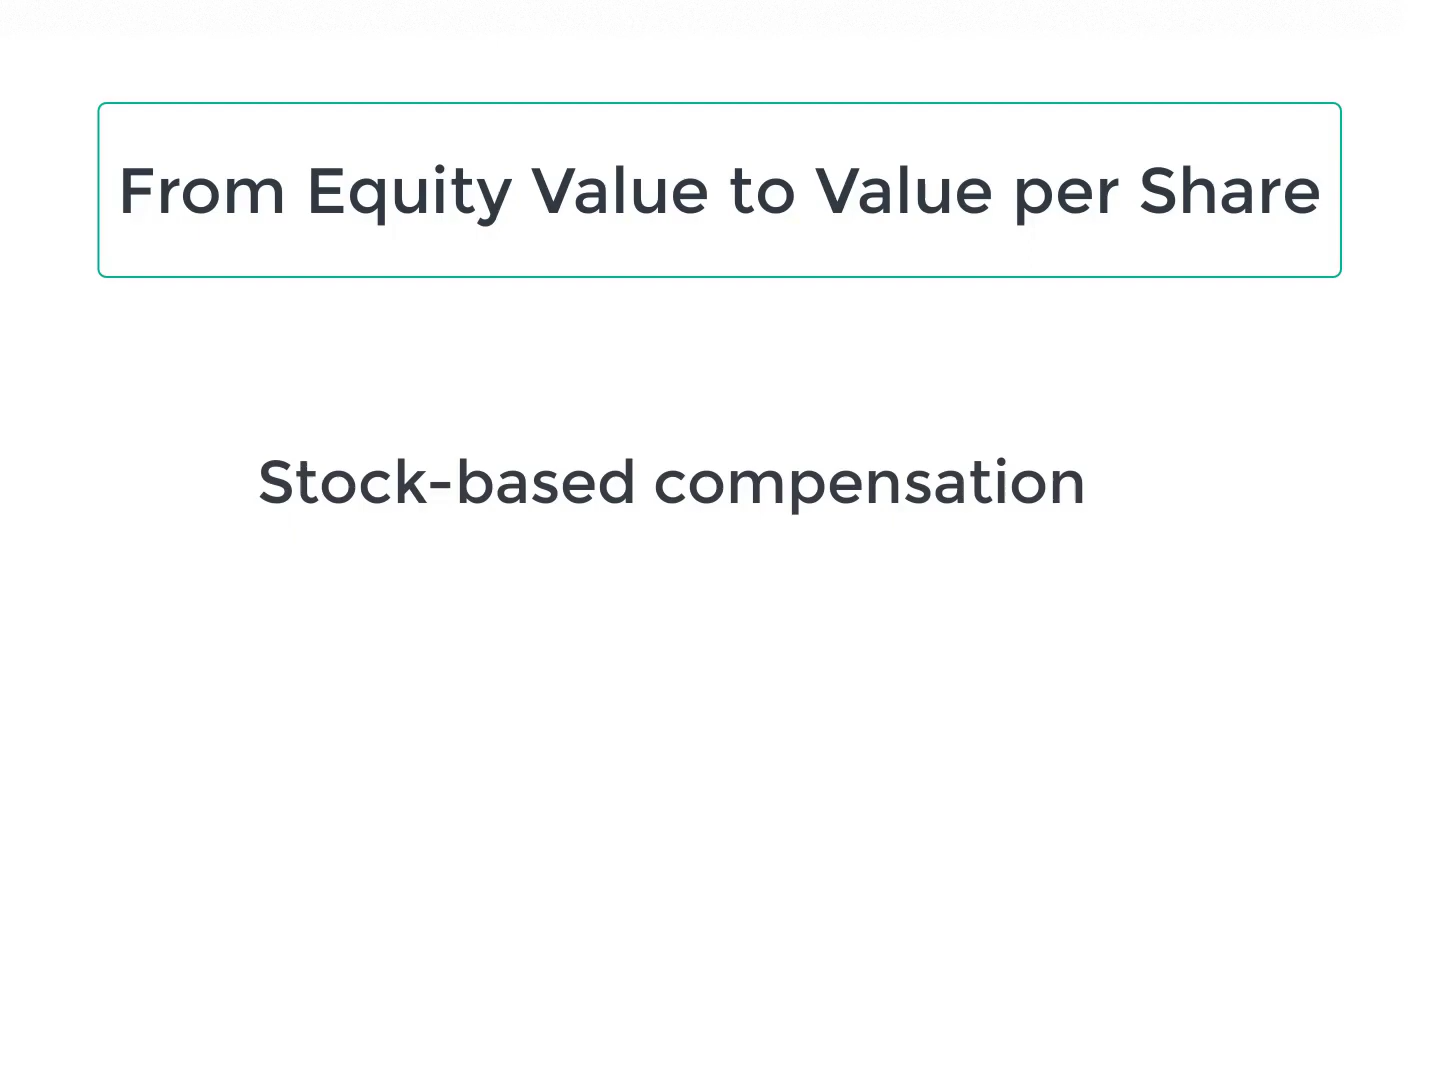 From Equity Value to Value per Share
Stock-based compensation